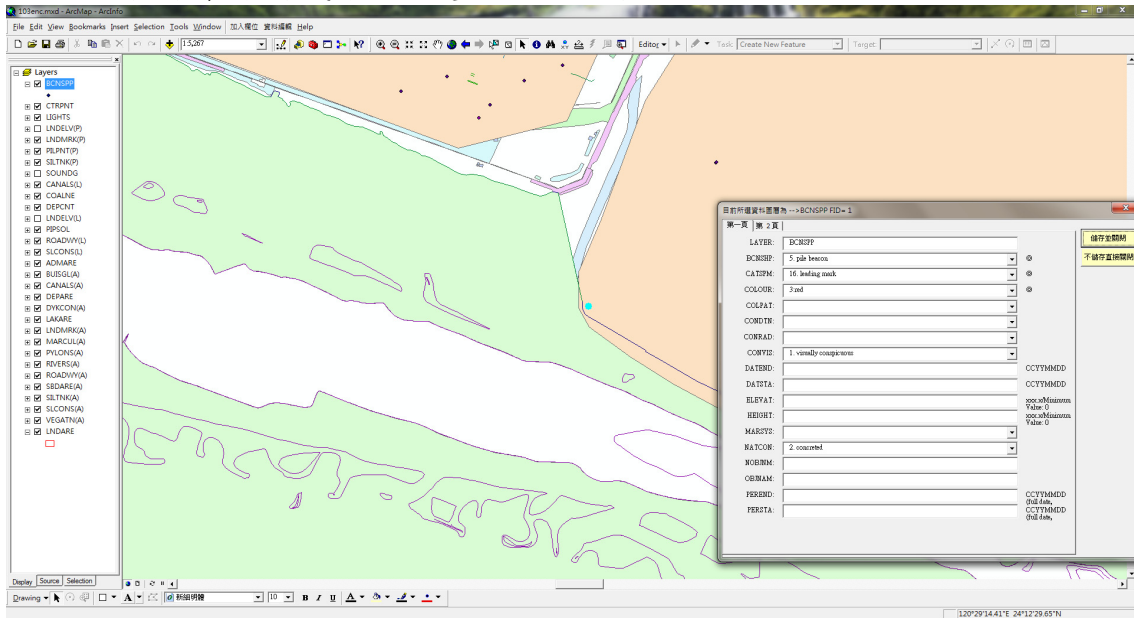 103enc.mxd - ArcMap - ArcInfo
File Edit View Bookmarks Insert Selection Tools Window 加入欄位 資料編輯 Help
1:5,267
Editor
Task: Create New Feature
Target:
Layers
BCNSPP
CTRPNT
LIGHTS
LNDELV(P)
LNDMRK(P)
PILPNT(P)
SILTNK(P)
SOUNDG
CANALS(L)
COALNE
DEPCNT
LNDELV(L)
PIPSOL
ROADWY(L)
SLCONS(L)
ADMARE
BUISGL(A)
CANALS(A)
DEPARE
DYKCON(A)
LAKARE
LNDMRK(A)
MARCUL(A)
PYLONS(A)
RIVERS(A)
ROADWY(A)
SBDARE(A)
SILTNK(A)
SLCONS(A)
VEGATN(A)
LNDARE
目前所選資料圖層為 -->BCNSPP FID= 1
第一頁 第 2 頁
LAYER: BCNSPP
BCNSHP: 5. pile beacon
CATSPM: 16. leading mark
COLOUR: 3:red
COLPAT:
CONDTN:
CONRAD:
CONVIS: 1. visually conspicuous
DATEND: CCYYMMDD
DATSTA: CCYYMMDD
ELEVAT: xxx.x/Minimum Value: 0
HEIGHT: xxx.x/Minimum Value: 0
MARSYS:
NATCON: 2. concreted
NOBJNM:
OBJNAM:
PEREND: CCYYMMDD (full date,
PERSTA: CCYYMMDD (full date,
儲存並關閉
不儲存直接關閉
Display Source Selection
Drawing
A
新細明體
10
B I U A
120°29'14.41"E 24°12'29.65"N